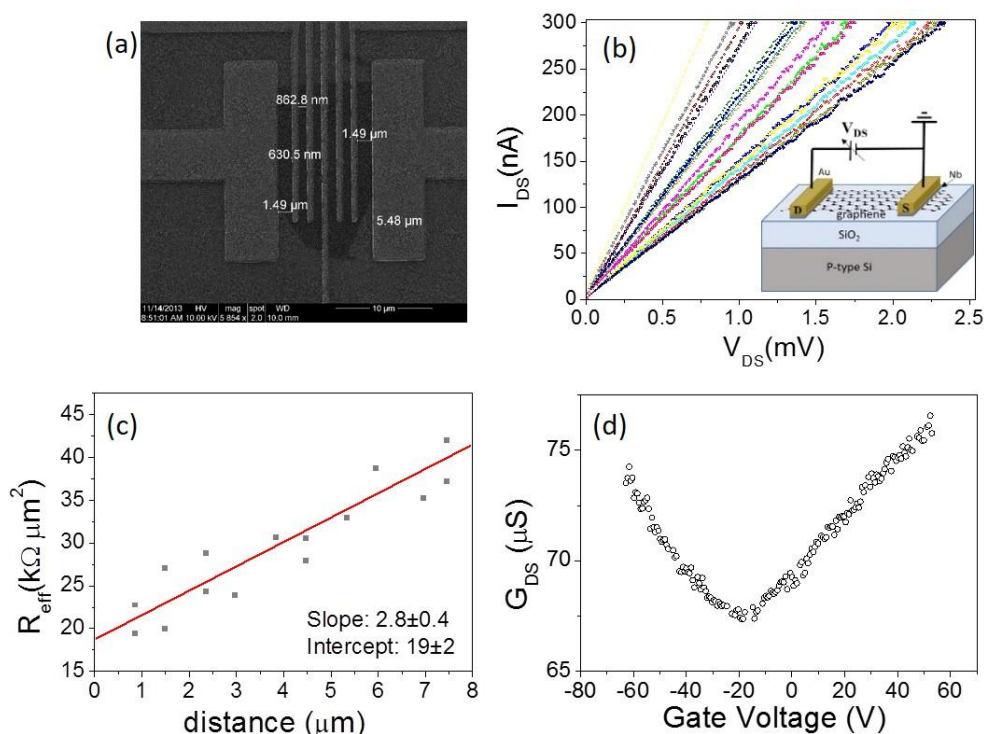 (a)
862.8 nm
1.49 µm
630.5 nm
1.49 µm
5.48 µm
11/14/2013 HV mag spot WD
8:51:01 AM 10.00 kV 5 854 x 2.0 10.0 mm
10 µm
(b)
I_DS(nA)
300
250
200
150
100
50
0
0.0 0.5 1.0 1.5 2.0 2.5
V_DS(mV)
V_DS
Au
Nb
D
S
graphene
SiO₂
P-type Si
(c)
R_eff(kΩ μm²)
45
40
35
30
25
20
15
0 1 2 3 4 5 6 7 8
distance (μm)
Slope: 2.8±0.4
Intercept: 19±2
(d)
G_DS (μS)
75
70
65
-80 -60 -40 -20 0 20 40 60 80
Gate Voltage (V)